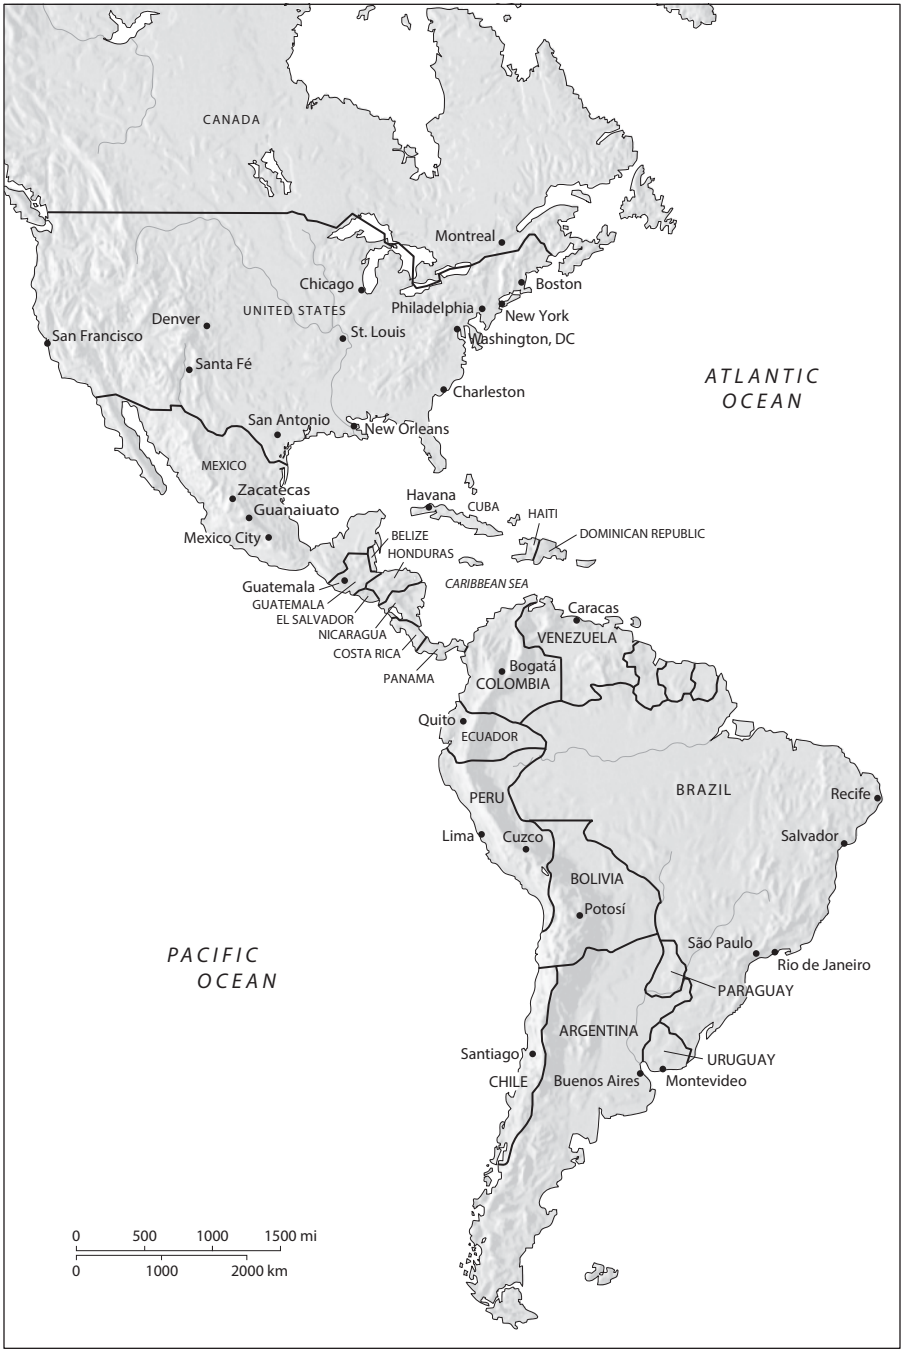 CANADA
Montreal
Chicago
Boston
UNITED STATES
Philadelphia
New York
Denver
St. Louis
Washington, DC
San Francisco
Santa Fé
ATLANTIC
OCEAN
Charleston
San Antonio
New Orleans
MEXICO
Zacatecas
Havana
CUBA
Guanaiuato
HAITI
DOMINICAN REPUBLIC
Mexico City
BELIZE
HONDURAS
CARIBBEAN SEA
Guatemala
GUATEMALA
EL SALVADOR
NICARAGUA
COSTA RICA
PANAMA
Caracas
VENEZUELA
Bogatá
COLOMBIA
Quito
ECUADOR
PERU
BRAZIL
Recife
Lima
Cuzco
Salvador
BOLIVIA
Potosí
São Paulo
PACIFIC
OCEAN
Rio de Janeiro
PARAGUAY
ARGENTINA
Santiago
URUGUAY
CHILE
Buenos Aires
Montevideo
0 500 1000 1500 mi
0 1000 2000 km